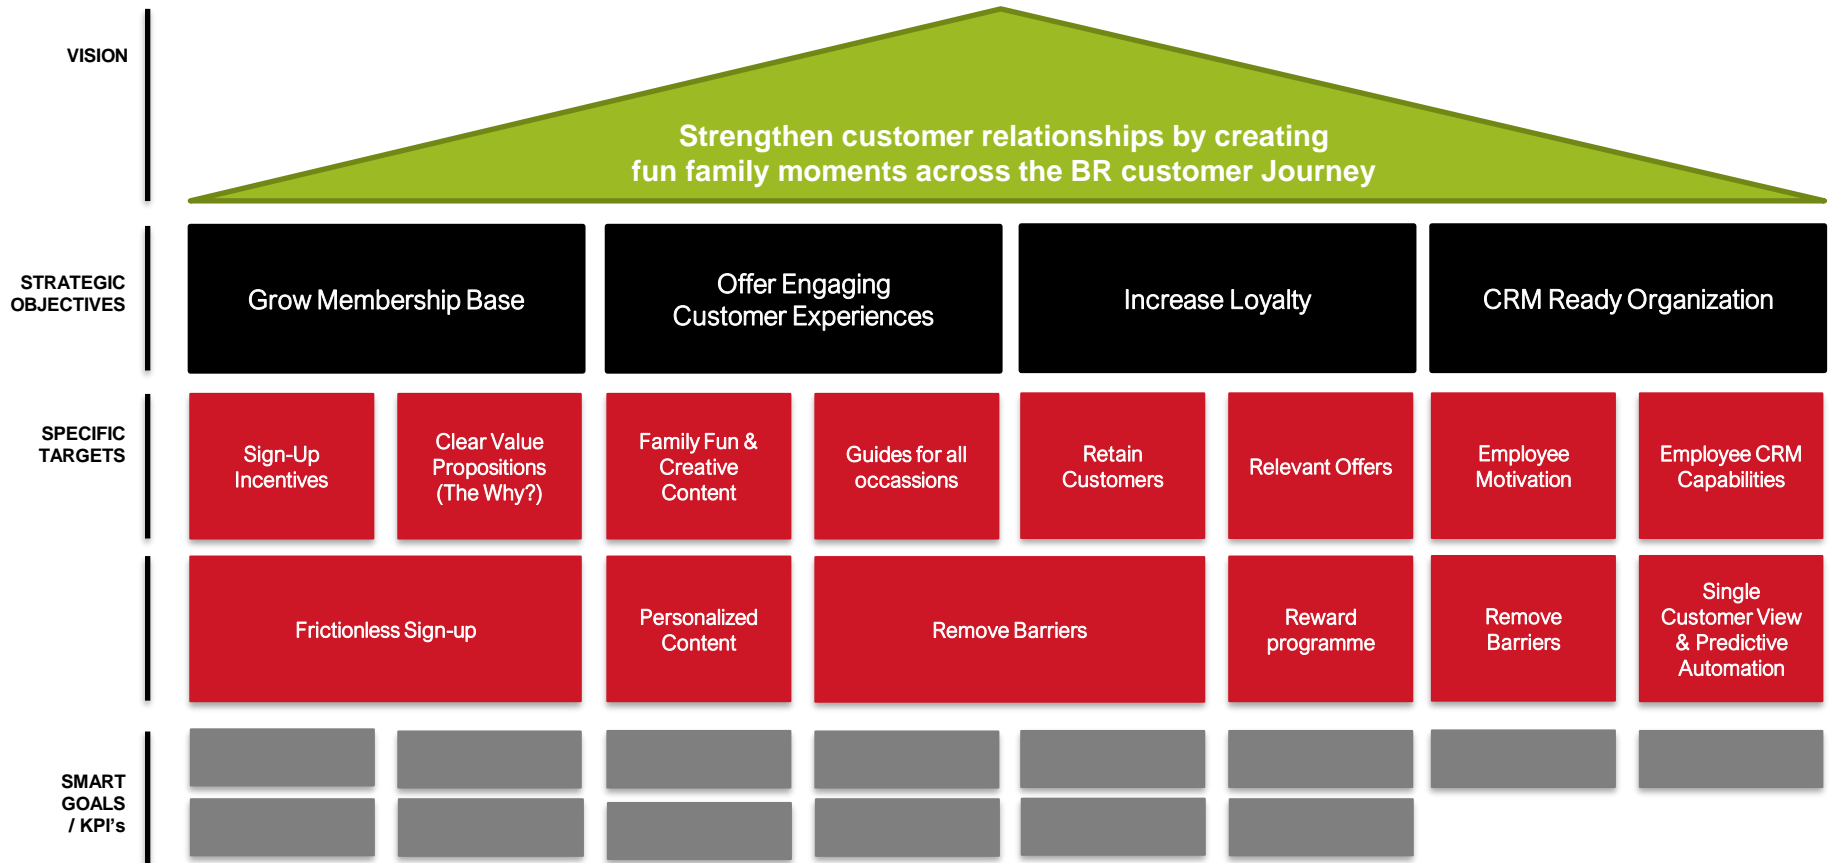 VISION
Strengthen customer relationships by creating
fun family moments across the BR customer Journey
STRATEGIC
OBJECTIVES
Grow Membership Base
Offer Engaging
Customer Experiences
Increase Loyalty
CRM Ready Organization
SPECIFIC
TARGETS
Sign-Up
Incentives
Clear Value
Propositions
(The Why?)
Family Fun &
Creative
Content
Guides for all
occassions
Retain
Customers
Relevant Offers
Employee
Motivation
Employee CRM
Capabilities
Frictionless Sign-up
Personalized
Content
Remove Barriers
Reward
programme
Remove
Barriers
Single
Customer View
& Predictive
Automation
SMART
GOALS
/ KPI's